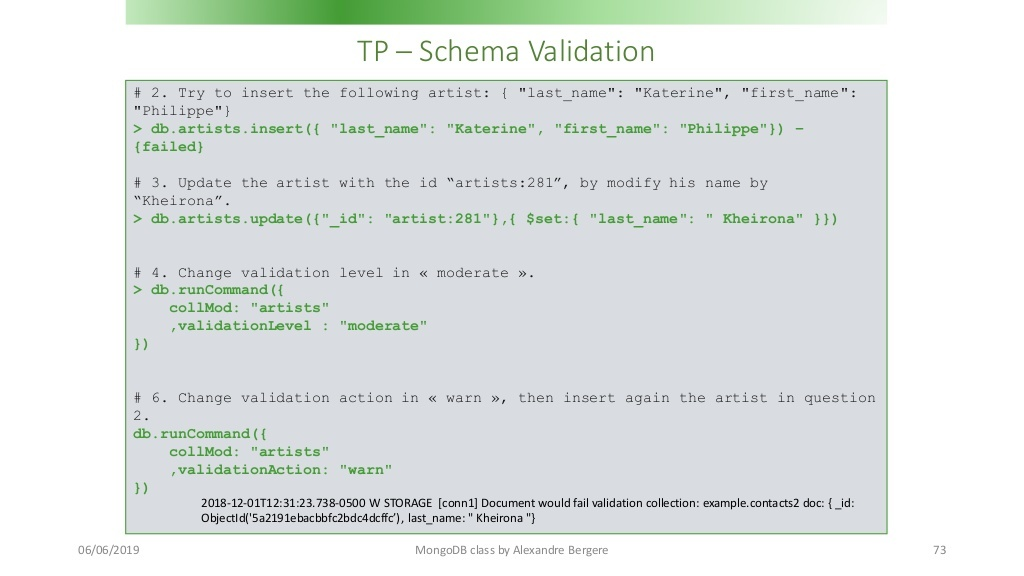 TP – Schema Validation
# 2. Try to insert the following artist: { "last_name": "Katerine", "first_name":
"Philippe"}
> db.artists.insert({ "last_name": "Katerine", "first_name": "Philippe"}) –
{failed}
# 3. Update the artist with the id “artists:281”, by modify his name by
“Kheirona”.
> db.artists.update({"_id": "artist:281"},{ $set:{ "last_name": " Kheirona" }})
# 4. Change validation level in « moderate ».
> db.runCommand({
collMod: "artists"
,validationLevel : "moderate"
})
# 6. Change validation action in « warn », then insert again the artist in question
2.
db.runCommand({
collMod: "artists"
,validationAction: "warn"
})
2018-12-01T12:31:23.738-0500 W STORAGE [conn1] Document would fail validation collection: example.contacts2 doc: { _id:
ObjectId('5a2191ebacbbfc2bdc4dcffc’), last_name: " Kheirona "}
06/06/2019
MongoDB class by Alexandre Bergere
73